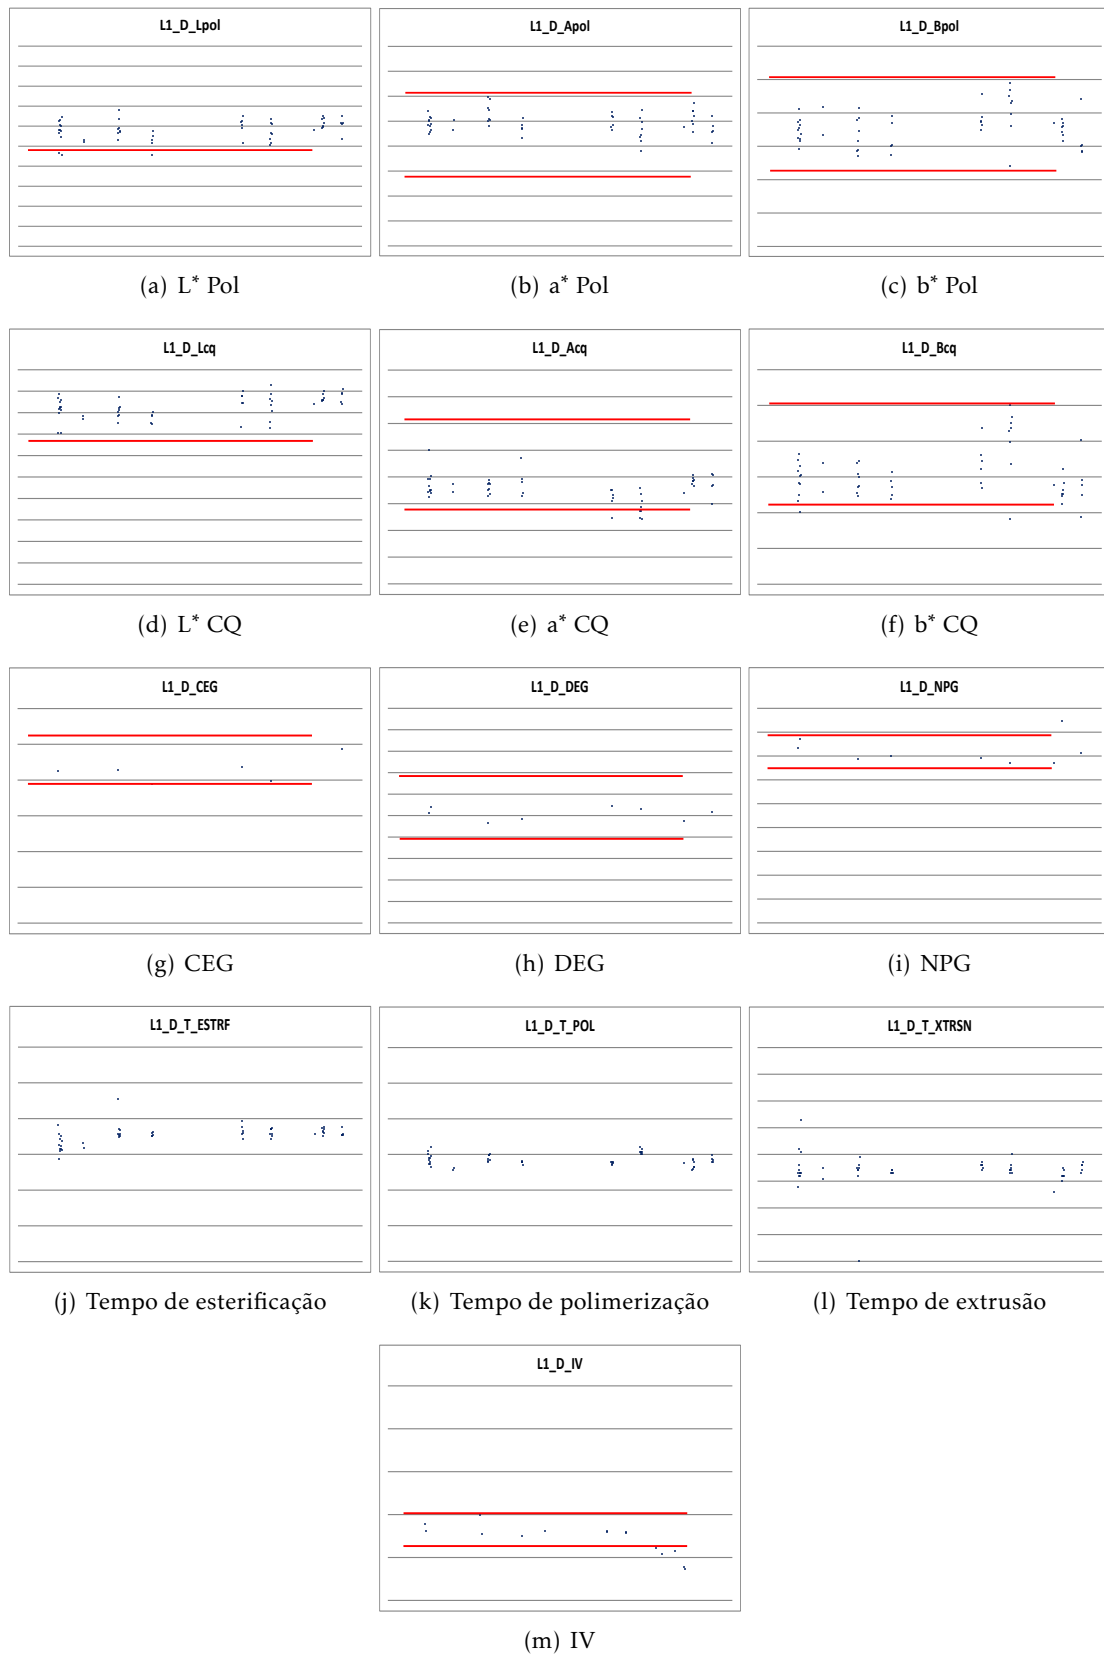 L1_D_Lpol
L1_D_Apol
L1_D_Bpol
(a) L* Pol
(b) a* Pol
(c) b* Pol
L1_D_Lcq
L1_D_Acq
L1_D_Bcq
(d) L* CQ
(e) a* CQ
(f) b* CQ
L1_D_CEG
L1_D_DEG
L1_D_NPG
(g) CEG
(h) DEG
(i) NPG
L1_D_T_ESTRF
L1_D_T_POL
L1_D_T_XTRSN
(j) Tempo de esterificação
(k) Tempo de polimerização
(l) Tempo de extrusão
L1_D_IV
(m) IV